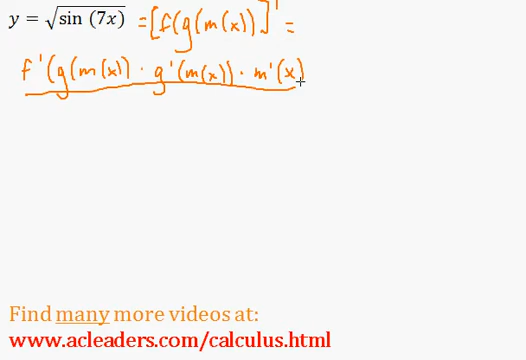 y = √sin (7x) = [f(g(m(x))]' =
f'(g(m(x)) · g'(m(x)) · m'(x)
Find many more videos at:
www.acleaders.com/calculus.html